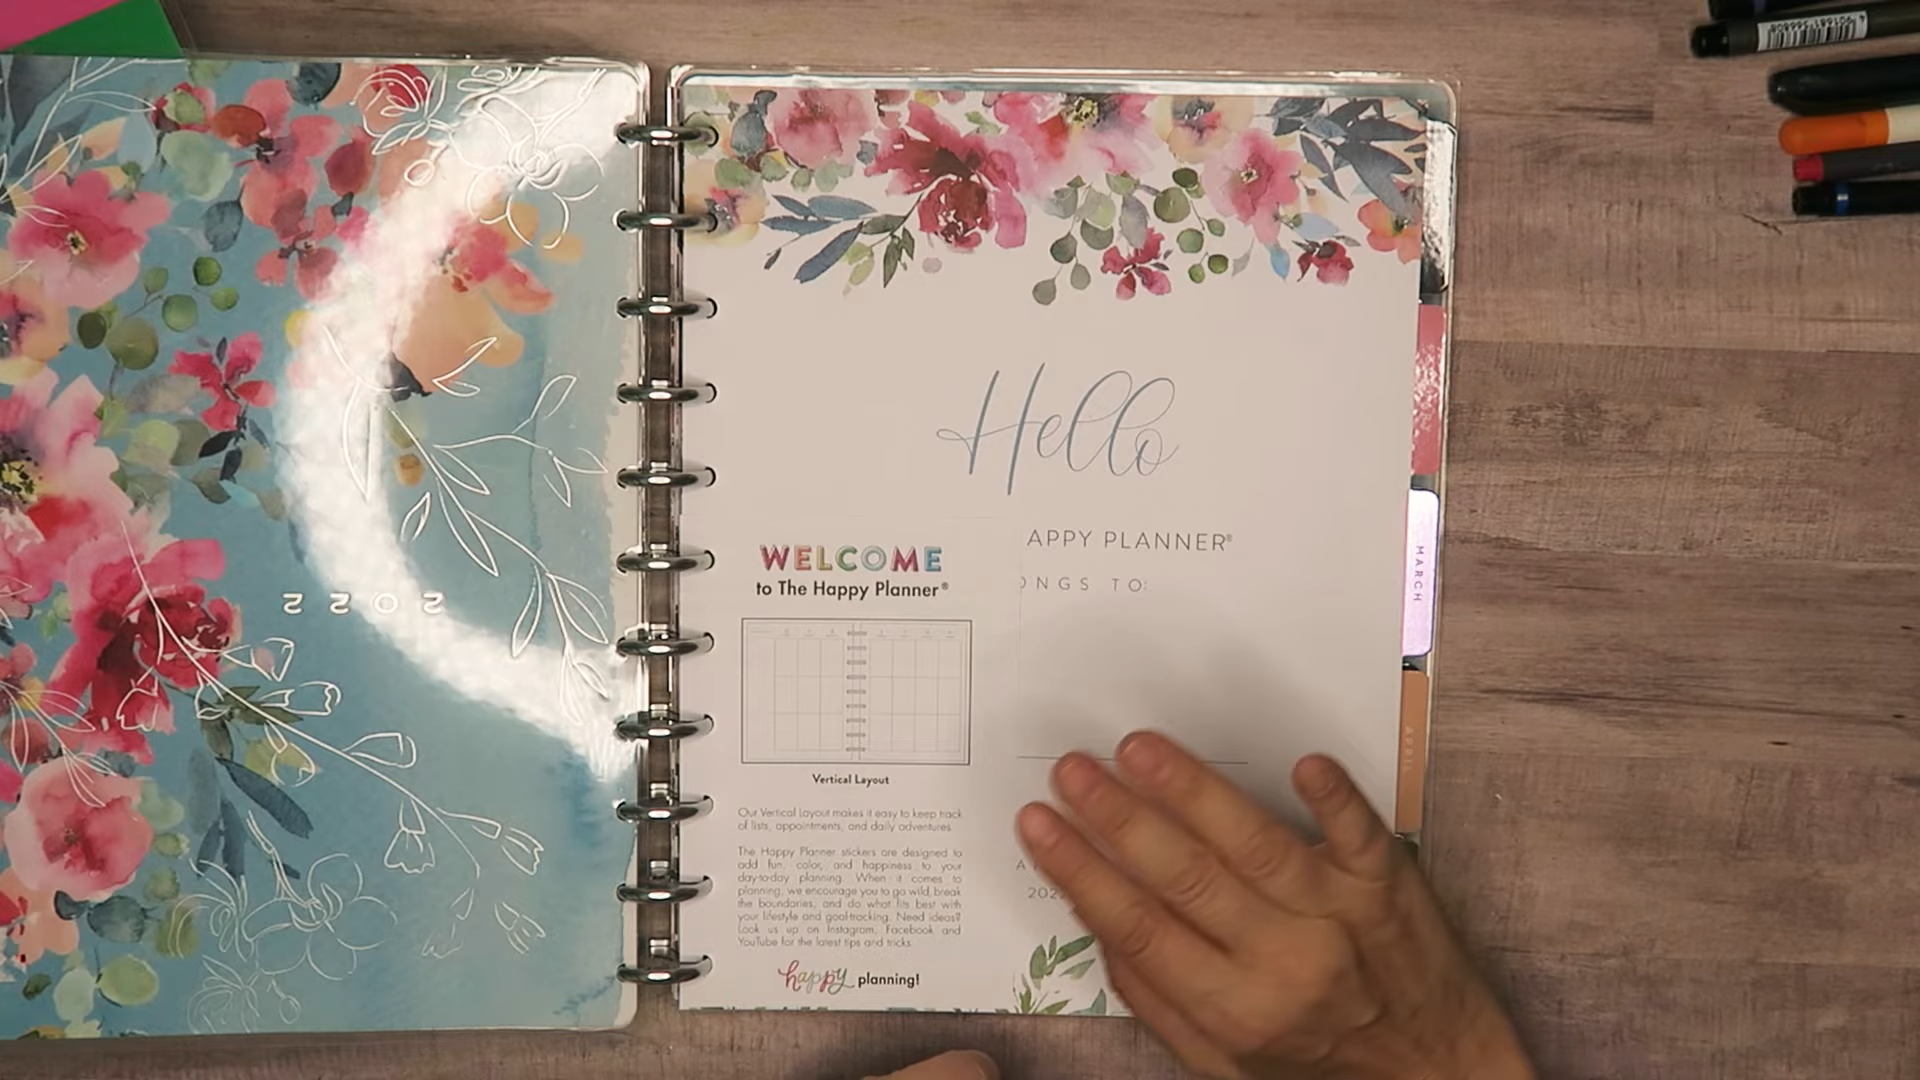 2022
Hello
APPY PLANNER®
ONGS TO:
WELCOME
to The Happy Planner®
Vertical Layout
Our Vertical Layout makes it easy to keep track
of lists, appointments, and daily adventures.
The Happy Planner stickers are designed to
add fun, color, and happiness to your
day-to-day planning. When it comes to
planning, we encourage you to go wild, break
the boundaries, and do what fits best with
your lifestyle and goal-tracking. Need ideas?
Look us up on Instagram, Facebook and
YouTube for the latest tips and tricks.
happy planning!
MARCH
APRIL
4901681566808